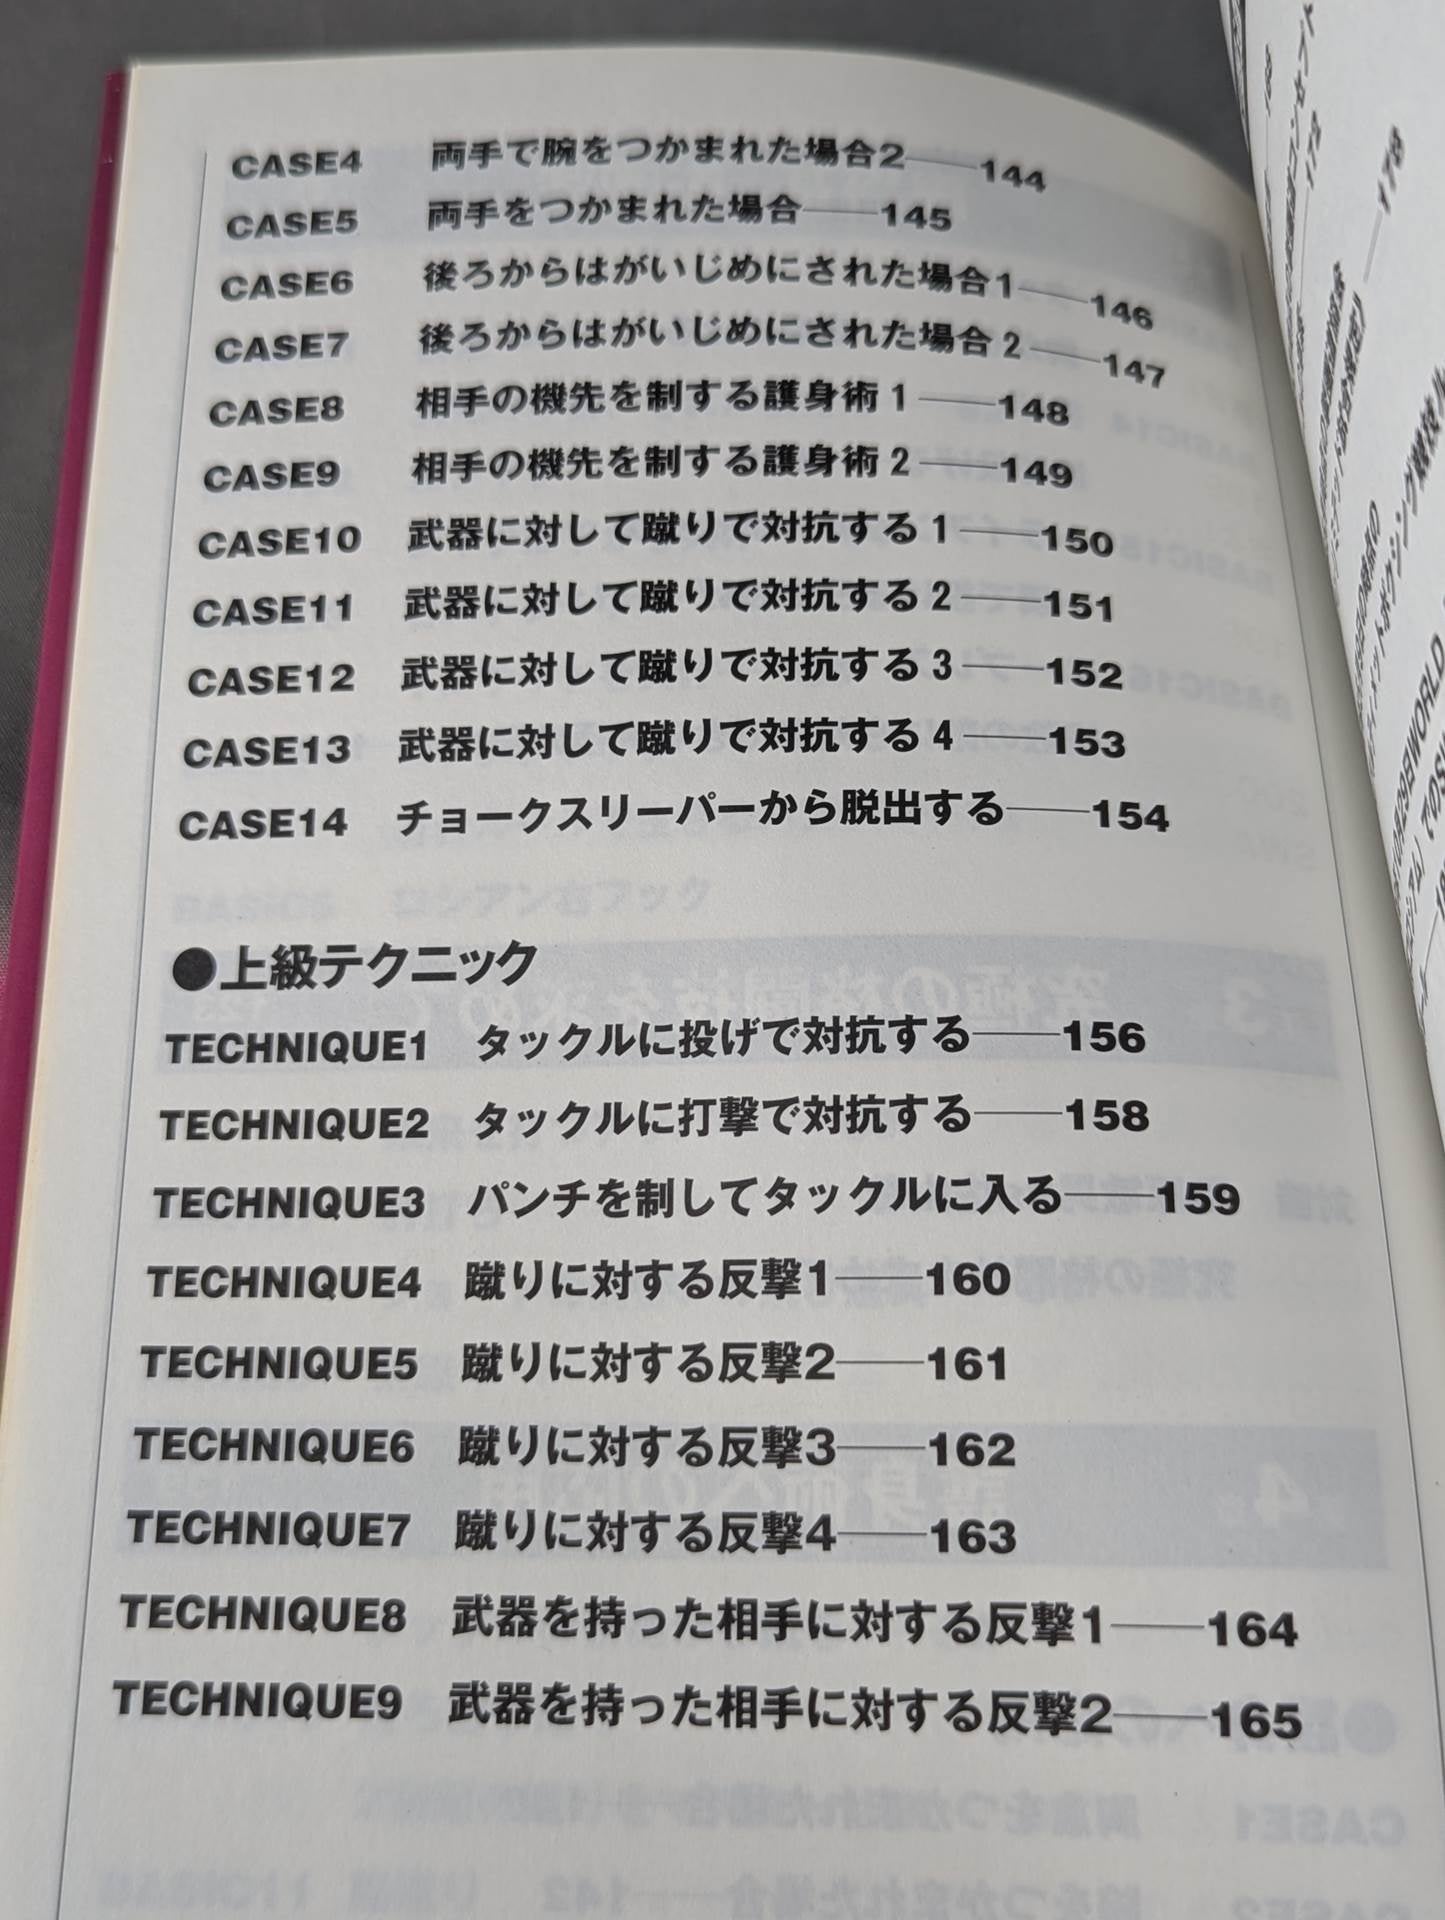 CASE4 両手で腕をつかまれた場合2——144
CASE5 両手をつかまれた場合——145
CASE6 後ろからはがいじめにされた場合1——146
CASE7 後ろからはがいじめにされた場合2——147
CASE8 相手の機先を制する護身術1——148
CASE9 相手の機先を制する護身術2——149
CASE10 武器に対して蹴りで対抗する1——150
CASE11 武器に対して蹴りで対抗する2——151
CASE12 武器に対して蹴りで対抗する3——152
CASE13 武器に対して蹴りで対抗する4——153
CASE14 チョークスリーパーから脱出する——154
●上級テクニック
TECHNIQUE1 タックルに投げで対抗する——156
TECHNIQUE2 タックルに打撃で対抗する——158
TECHNIQUE3 パンチを制してタックルに入る——159
TECHNIQUE4 蹴りに対する反撃1——160
TECHNIQUE5 蹴りに対する反撃2——161
TECHNIQUE6 蹴りに対する反撃3——162
TECHNIQUE7 蹴りに対する反撃4——163
TECHNIQUE8 武器を持った相手に対する反撃1——164
TECHNIQUE9 武器を持った相手に対する反撃2——165